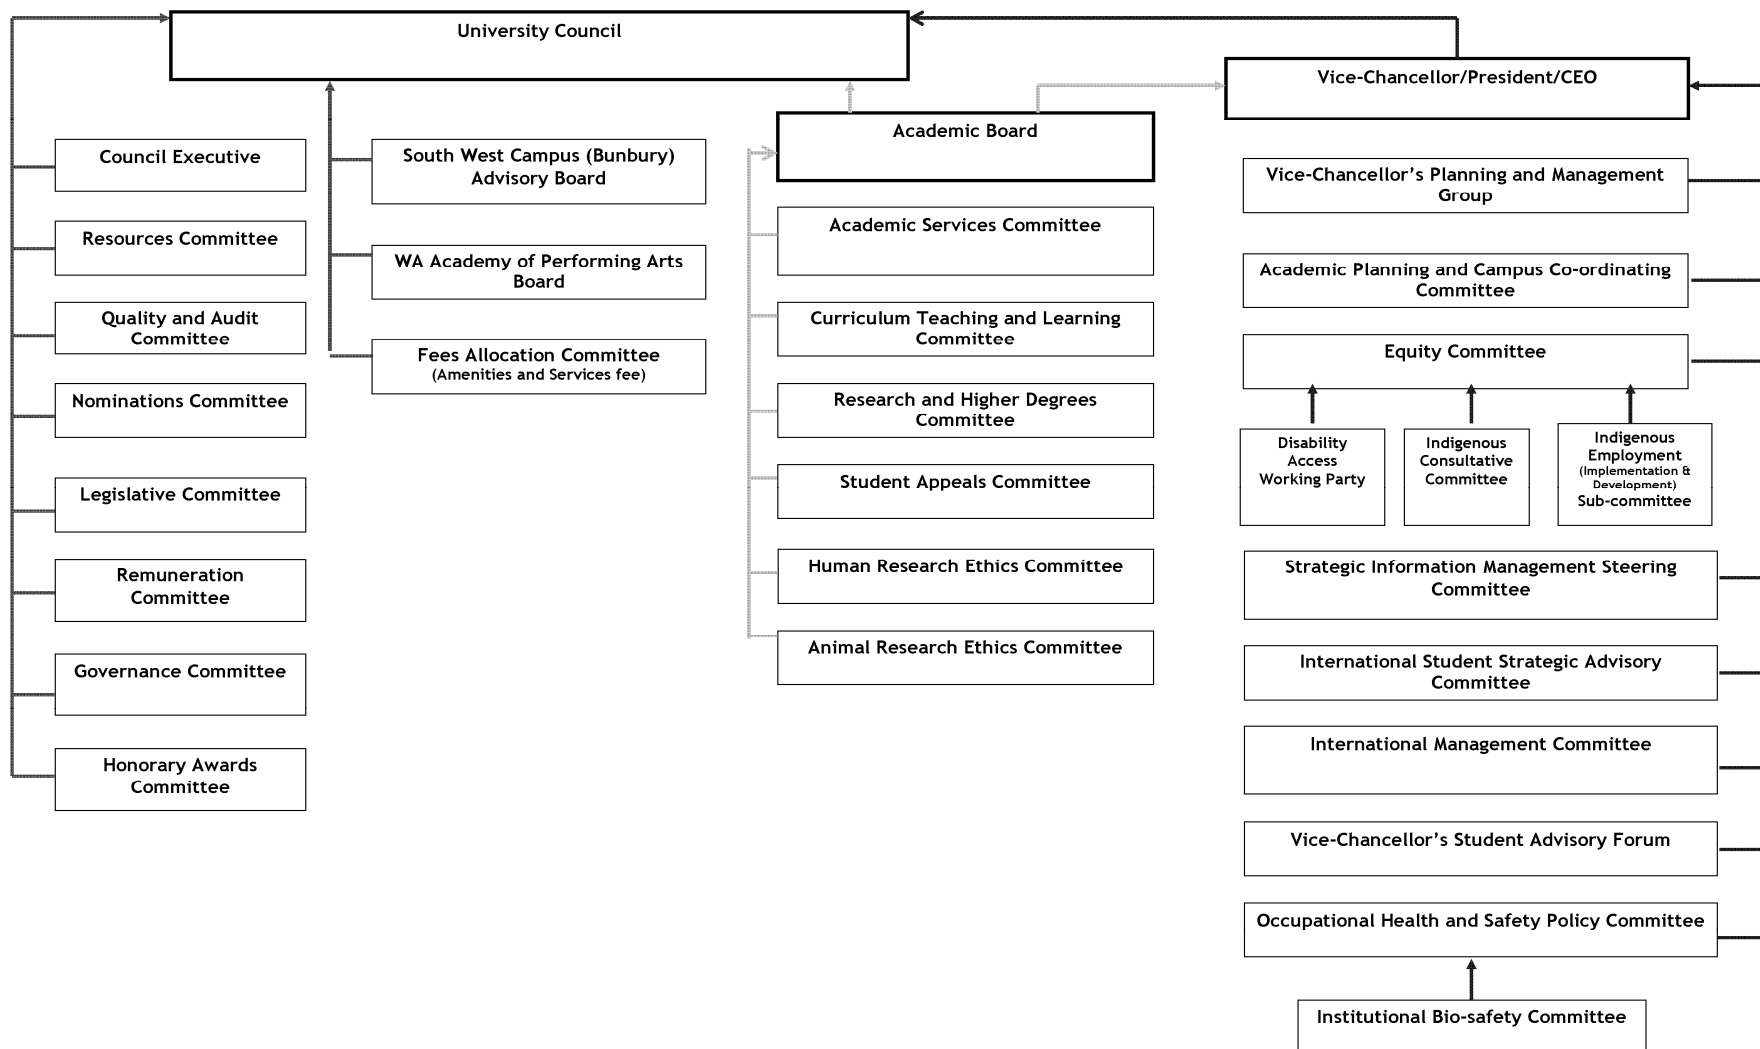 University Council
Vice-Chancellor/President/CEO
Academic Board
Council Executive
Resources Committee
Quality and Audit
Committee
Nominations Committee
Legislative Committee
Remuneration
Committee
Governance Committee
Honorary Awards
Committee
South West Campus (Bunbury)
Advisory Board
WA Academy of Performing Arts
Board
Fees Allocation Committee
(Amenities and Services fee)
Academic Services Committee
Curriculum Teaching and Learning
Committee
Research and Higher Degrees
Committee
Student Appeals Committee
Human Research Ethics Committee
Animal Research Ethics Committee
Vice-Chancellor’s Planning and Management
Group
Academic Planning and Campus Co-ordinating
Committee
Equity Committee
Disability
Access
Working Party
Indigenous
Consultative
Committee
Indigenous
Employment
(Implementation &
Development)
Sub-committee
Strategic Information Management Steering
Committee
International Student Strategic Advisory
Committee
International Management Committee
Vice-Chancellor’s Student Advisory Forum
Occupational Health and Safety Policy Committee
Institutional Bio-safety Committee